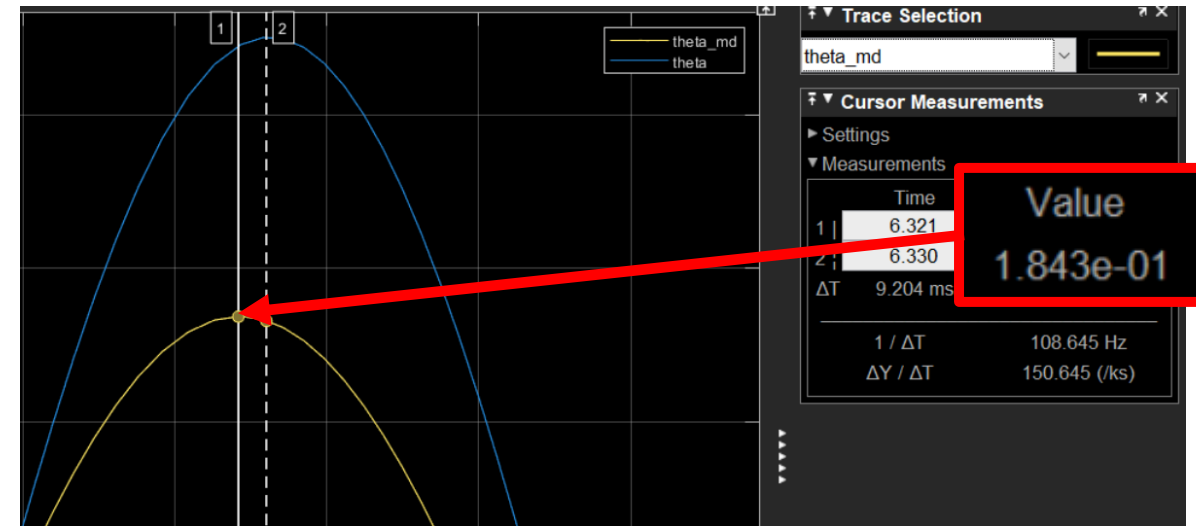 1
2
theta_md
theta
Trace Selection
theta_md
Cursor Measurements
Settings
Measurements
Time
Value
1 | 6.321
1.843e-01
2 ¦ 6.330
ΔT 9.204 ms
1 / ΔT 108.645 Hz
ΔY / ΔT 150.645 (/ks)